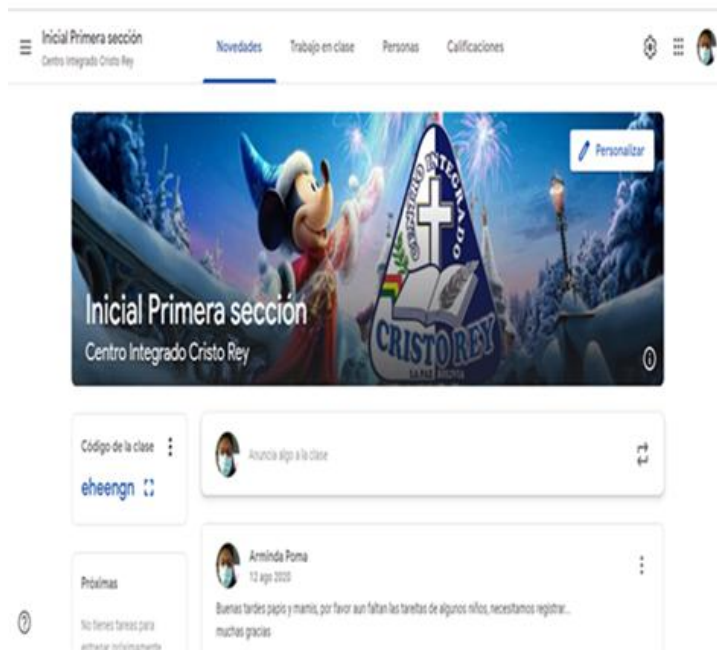 Inicial Primera sección
Centro Integrado Cristo Rey
Novedades
Trabajo en clase
Personas
Calificaciones
Personalizar
CENTRO INTEGRADO
CRISTO REY
LA PAZ BOLIVIA
Inicial Primera sección
Centro Integrado Cristo Rey
Código de la clase
eheengn
Anuncia algo a la clase
Arminda Poma
12 ago 2020
Buenas tardes papis y mamis, por favor aun faltan las tareitas de algunos niños, necesitamos registrar...
muchas gracias
Próximas
No tienes tareas para
entregar próximamente